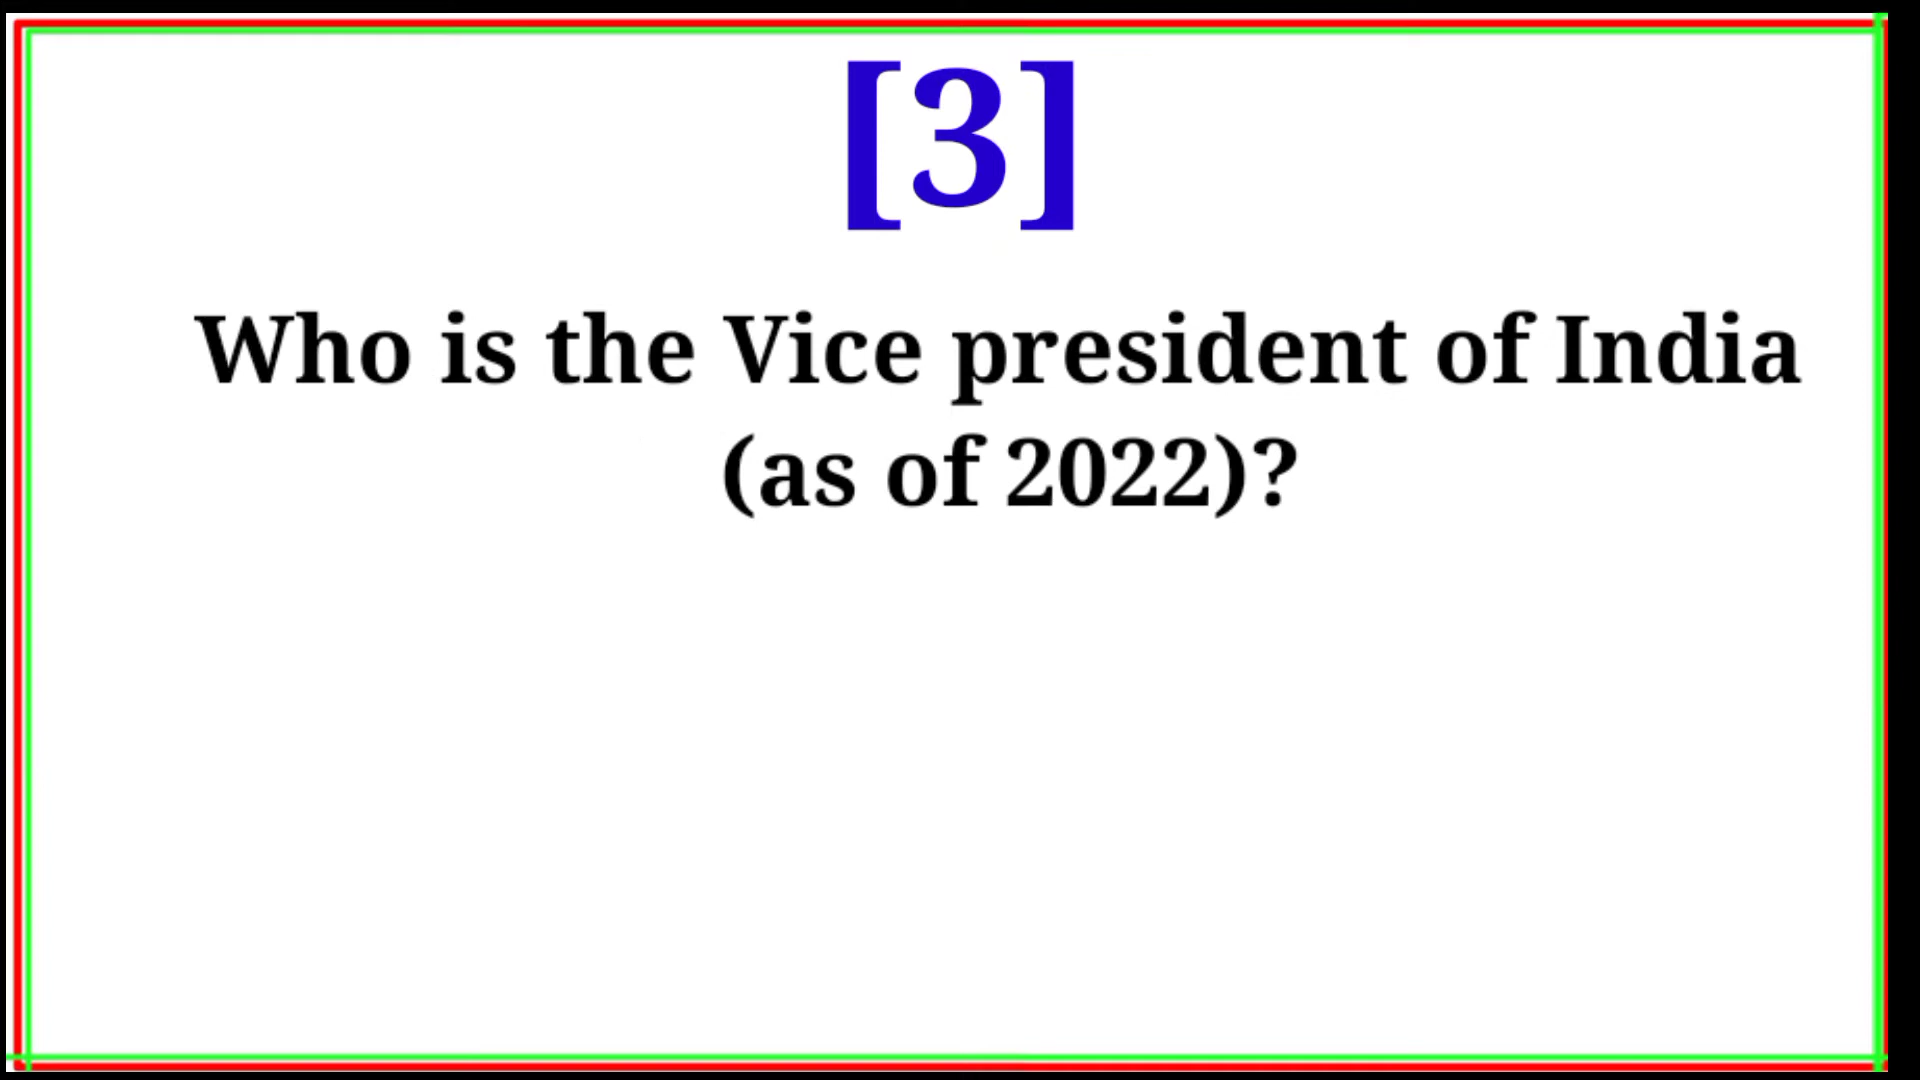 [3]
Who is the Vice president of India
(as of 2022)?